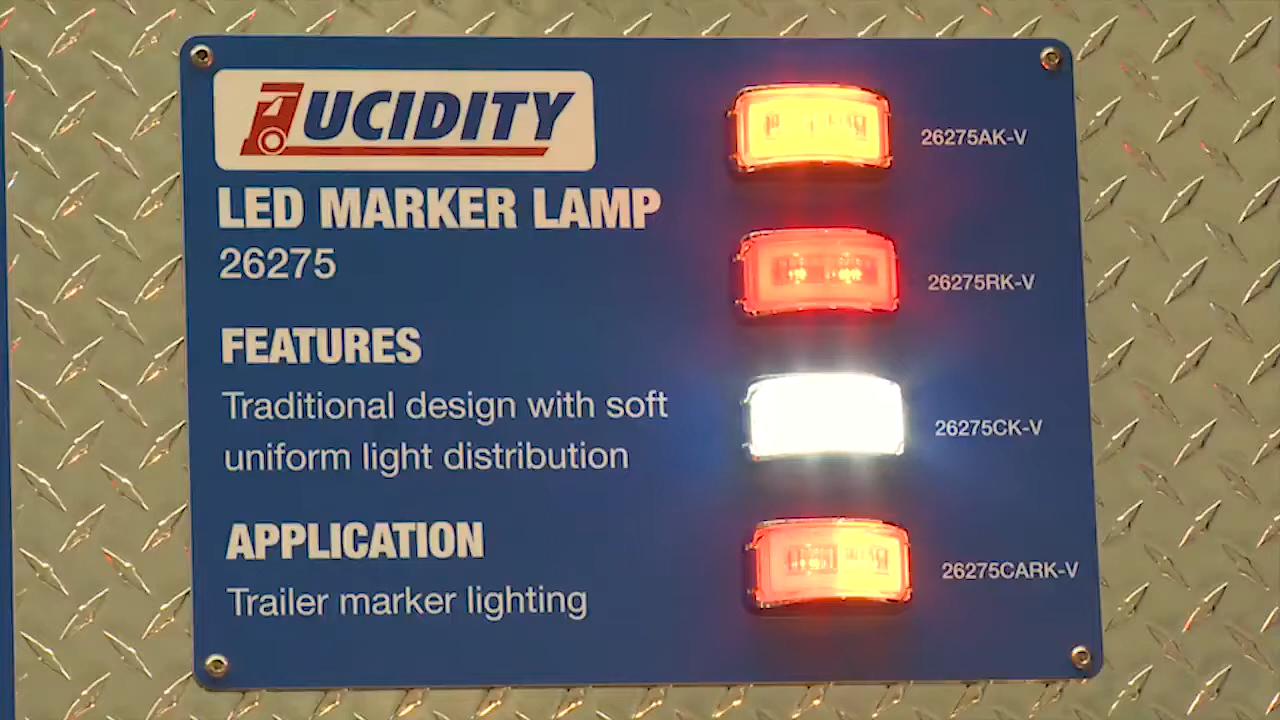 LUCIDITY
LED MARKER LAMP
26275
FEATURES
Traditional design with soft
uniform light distribution
APPLICATION
Trailer marker lighting
26275AK-V
26275RK-V
26275CK-V
26275CARK-V